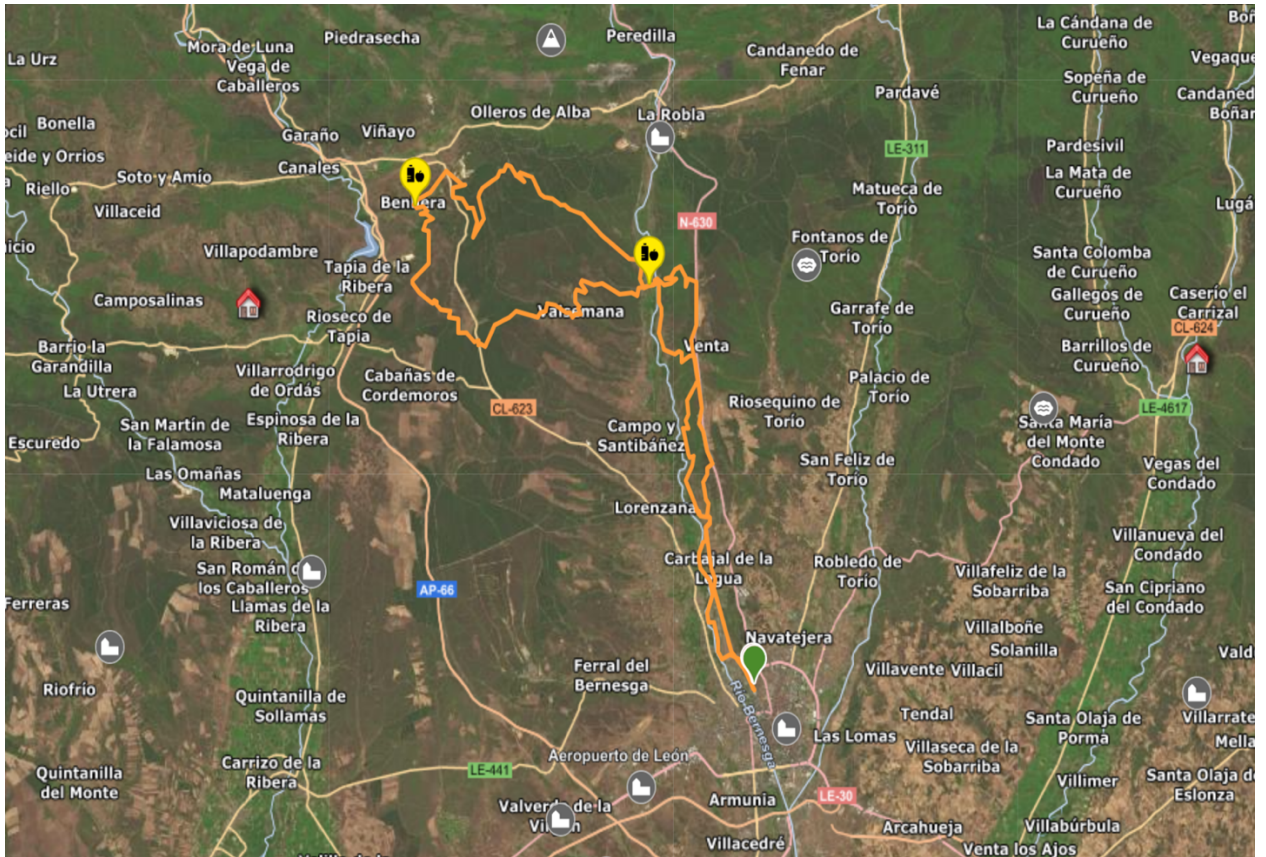 La Urz
Mora de Luna
Piedrasecha
Peredilla
Vega de
Caballeros
Candanedo de
Fenar
La Cándana de
Curueño
Vegaque
Sopeña de
Curueño
Pardavé
Candaned
Boñar
Olleros de Alba
La Robla
Bonella
Garaño
Viñayo
eide y Orrios
Canales
LE-311
Pardesivil
Riello
Soto y Amío
La Mata de
Curueño
Villaceid
Matueca de
Torío
Lugá
N-630
Villapodambre
Fontanos de
Torío
Santa Colomba
de Curueño
Tapia de la
Ribera
Camposalinas
Gallegos de
Curueño
Caserío el
Carrizal
Rioseco de
Tapia
Valsemana
Garrafe de
Torío
CL-624
Barrio la
Garandilla
Venta
Barrillos de
Curueño
Villarrodrigo
de Ordás
Cabañas de
Cordemoros
La Utrera
Palacio de
Torío
CL-623
Riosequino de
Torío
LE-4617
San Martín de
la Falamosa
Espinosa de la
Ribera
Campo y
Santibáñez
Santa María
del Monte
Condado
Escuredo
Las Omañas
San Feliz de
Torío
Vegas del
Condado
Mataluenga
Lorenzana
Villaviciosa de
la Ribera
Villanueva del
Condado
Carbajal de la
Legua
Robledo de
Torío
San Román de
los Caballeros
Villafeliz de la
Sobarriba
San Cipriano
del Condado
AP-66
Llamas de la
Ribera
Ferreras
Villalboñe
Navatejera
Solanilla
Vald
Ferral del
Bernesga
Villavente
Villacil
Riofrío
Quintanilla de
Sollamas
Río Bernesga
Tendal
Santa Olaja de
Porma
Villarrate
Mella
Las Lomas
Villaseca de la
Sobarriba
Aeropuerto de León
Carrizo de la
Ribera
LE-441
Quintanilla
del Monte
Villimer
Santa Olaja de
Eslonza
LE-30
Armunia
Valverde de la
Arcahueja
Villabúrbula
Villacedré
Venta los Ajos